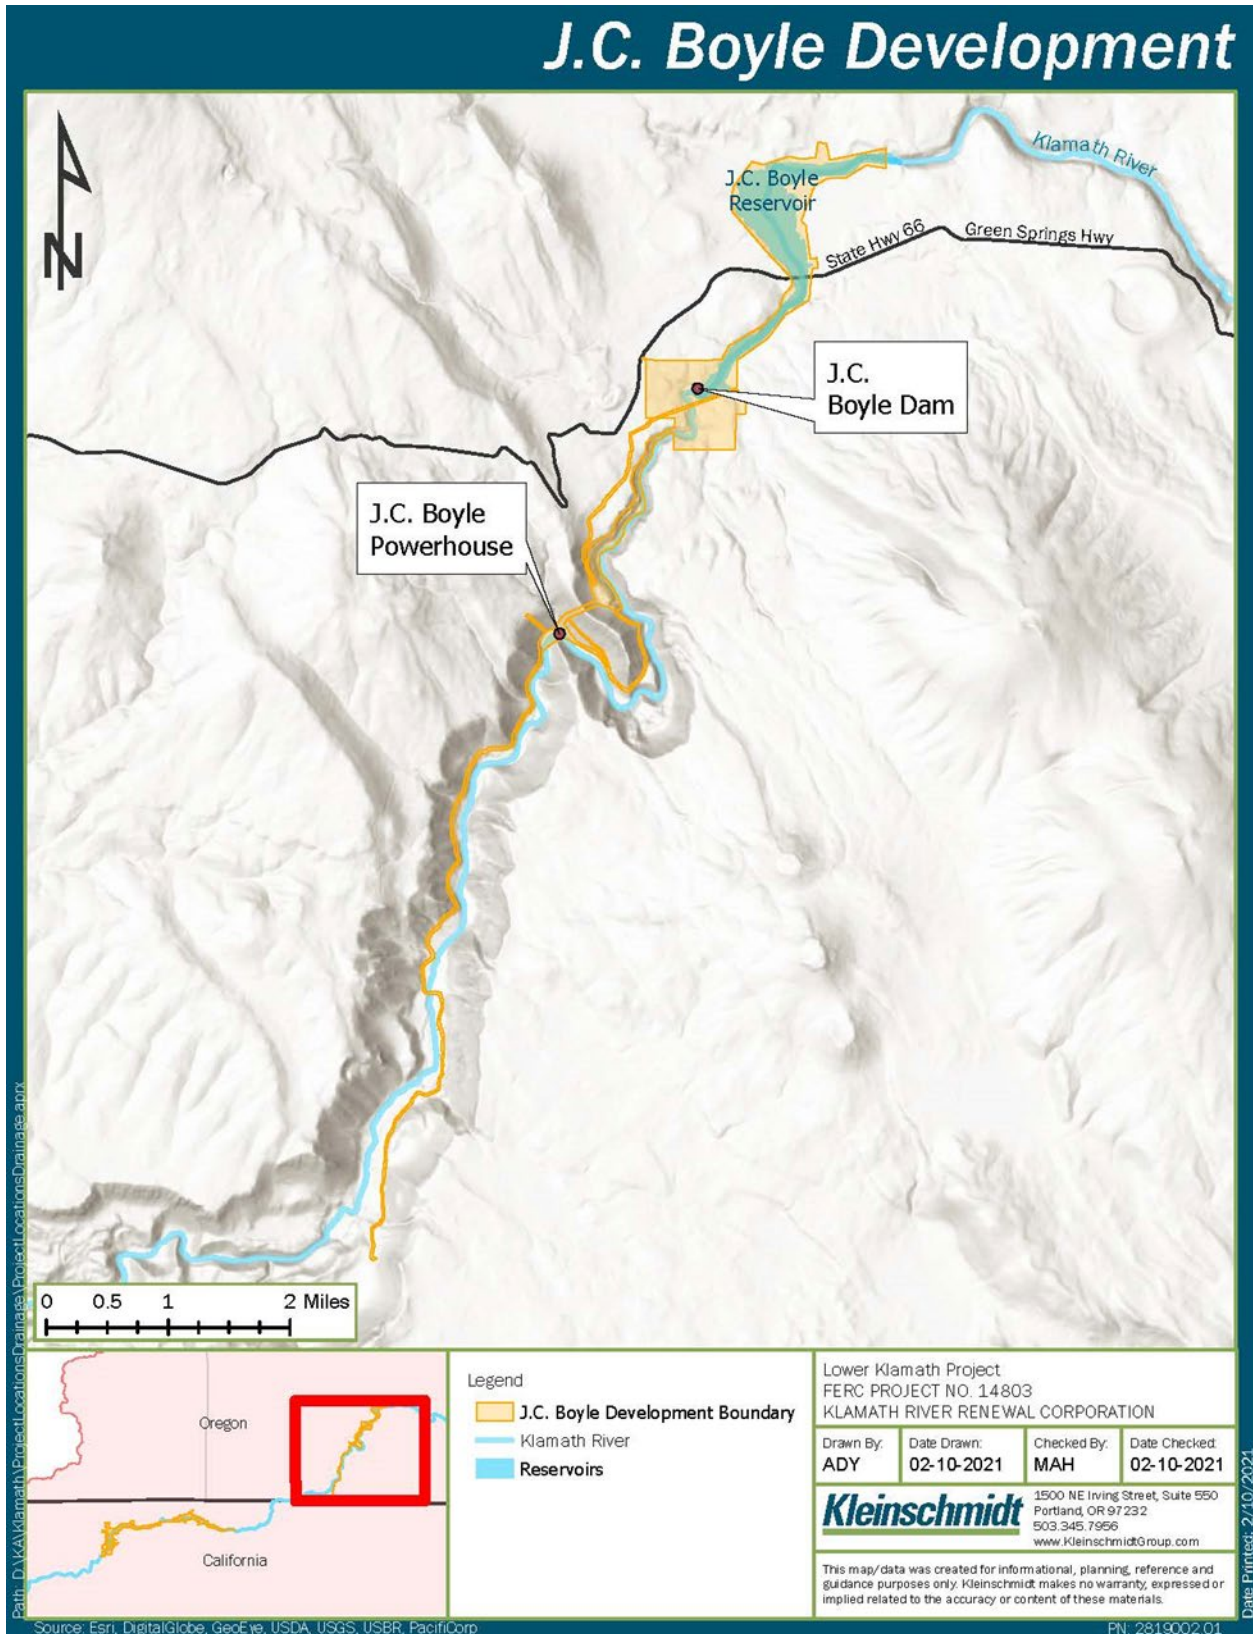 J.C. Boyle Development
N
Klamath River
J.C. Boyle
Reservoir
State Hwy 66
Green Springs Hwy
J.C.
Boyle Dam
J.C. Boyle
Powerhouse
0 0.5 1 2 Miles
Oregon
California
Legend
J.C. Boyle Development Boundary
Klamath River
Reservoirs
Lower Klamath Project
FERC PROJECT NO. 14803
KLAMATH RIVER RENEWAL CORPORATION
Drawn By:
ADY
Date Drawn:
02-10-2021
Checked By:
MAH
Date Checked:
02-10-2021
Kleinschmidt
1500 NE Irving Street, Suite 550
Portland, OR 97232
503.345.7956
www.KleinschmidtGroup.com
This map/data was created for informational, planning, reference and
guidance purposes only. Kleinschmidt makes no warranty, expressed or
implied related to the accuracy or content of these materials.
Path: D:\KA\Klamath\ProjectLocationsDrainage\ProjectLocationsDrainage.aprx
Date Printed: 2/10/2021
Source: Esri, DigitalGlobe, GeoEye, USDA, USGS, USBR, PacifiCorp
PN: 2819002.01